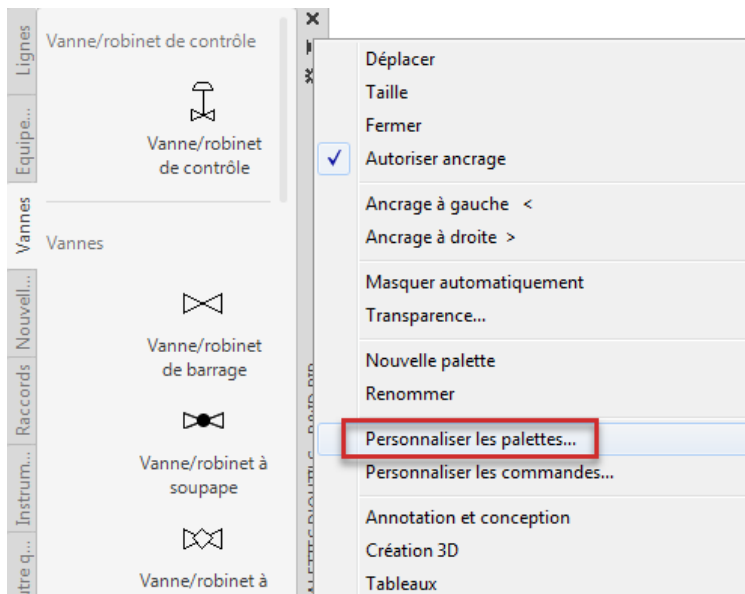 Lignes
Equipe...
Vannes
Nouvell...
Raccords
Instrum...
tre q...
Vanne/robinet de contrôle
Vanne/robinet
de contrôle
Vannes
Vanne/robinet
de barrage
Vanne/robinet à
soupape
Vanne/robinet à
Déplacer
Taille
Fermer
Autoriser ancrage
Ancrage à gauche <
Ancrage à droite >
Masquer automatiquement
Transparence...
Nouvelle palette
Renommer
Personnaliser les palettes...
Personnaliser les commandes...
Annotation et conception
Création 3D
Tableaux